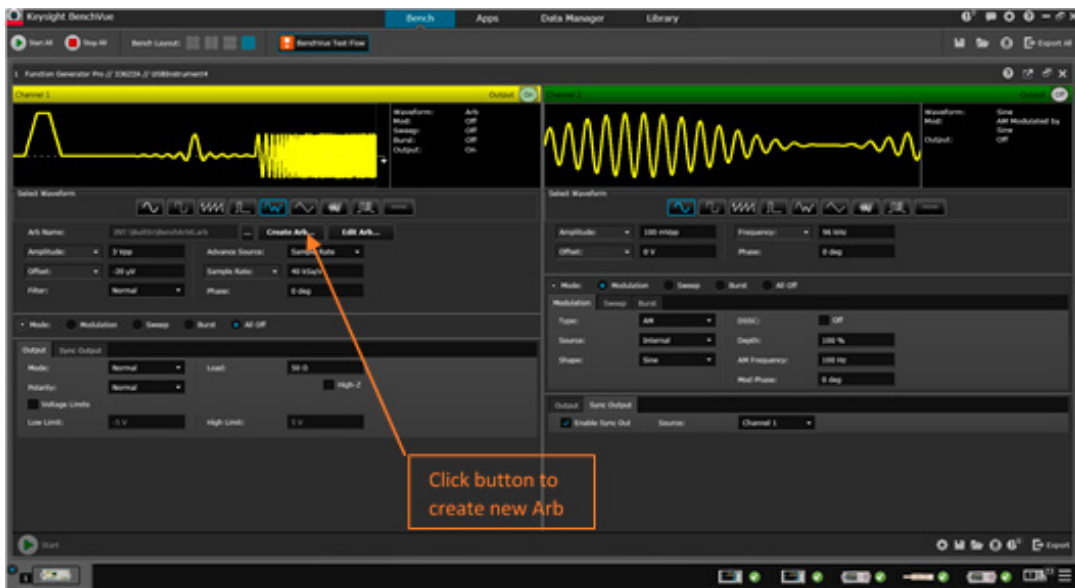 Keysight BenchVue
Bench Apps Data Manager Library
Start All Stop All Bench Layout: BenchVue Test Flow Export All
1 Function Generator Pro // 33622A // USBInstrument4
Channel 1 Output On
Waveform: Arb
Mod: Off
Sweep: Off
Burst: Off
Output: On
Select Waveform
Arb Name: Create Arb... Edit Arb...
Amplitude: 3 Vpp Advance Source: Sample Rate
Offset: -20 µV Sample Rate: 40 kSa/s
Filter: Normal Phase: 0 deg
Mode: Modulation Sweep Burst All Off
Output Sync Output
Mode: Normal Load: 50 Ω
Polarity: Normal High-Z
Voltage Limits
Low Limit: -5 V High Limit: 5 V
Channel 2 Output Off
Waveform: Sine
Mod: AM Modulated by
Sine
Output: Off
Select Waveform
Amplitude: 100 mVpp Frequency: 96 kHz
Offset: 0 V Phase: 0 deg
Mode: Modulation Sweep Burst All Off
Modulation Sweep Burst
Type: AM DSSC: Off
Source: Internal Depth: 100 %
Shape: Sine AM Frequency: 100 Hz
Mod Phase: 0 deg
Output Sync Output
Enable Sync Out Source: Channel 1
Click button to
create new Arb
Start Export
1